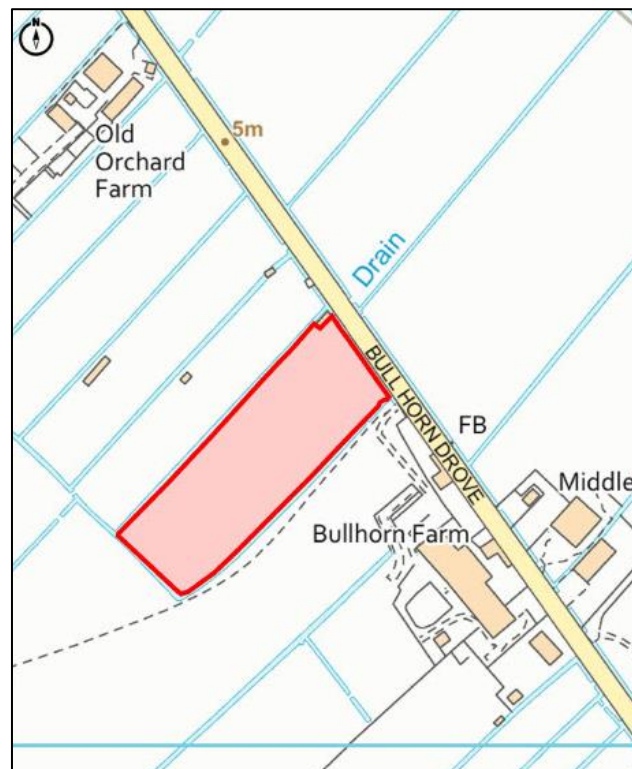 N
5m
Old
Orchard
Farm
Drain
BULL HORN DROVE
FB
Middle
Bullhorn Farm